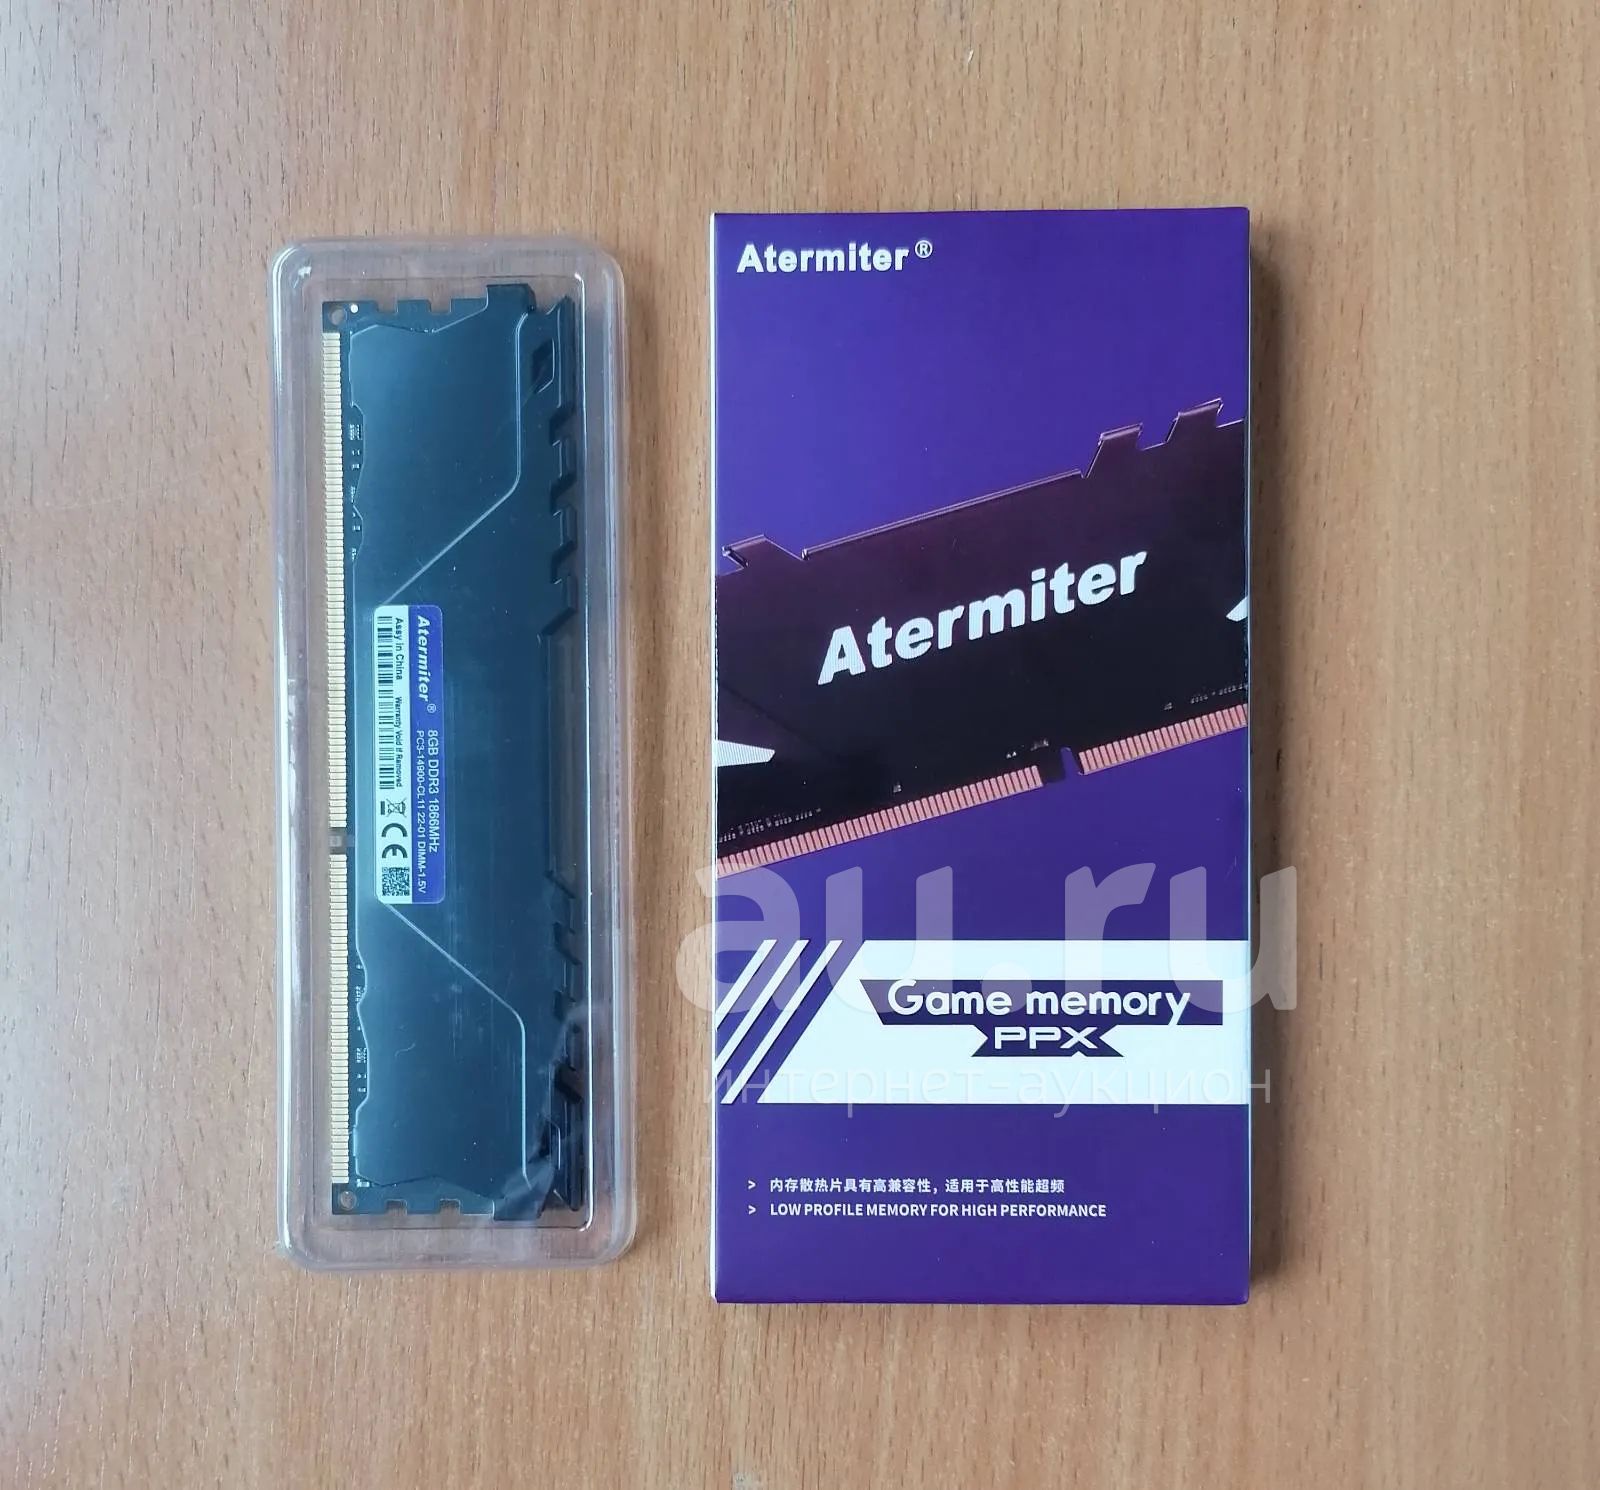 Atermiter®
8GB DDR3 1866MHz
PC3-14900-CL11 22-01 DIMM-1.5V
Assy in China Warranty Void If Removed
CE
Atermiter®
Atermiter
Game memory
PPX
> 内存散热片具有高兼容性，适用于高性能超频
> LOW PROFILE MEMORY FOR HIGH PERFORMANCE
au.ru
интернет-аукцион